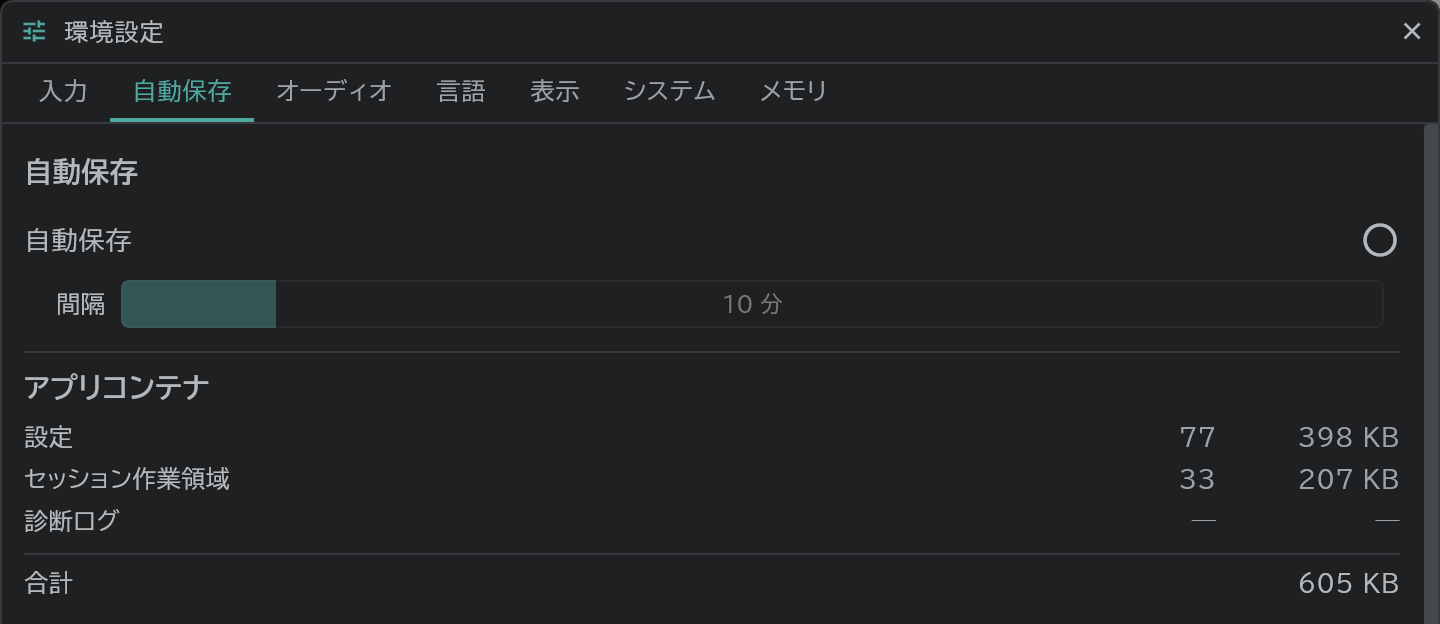 環境設定
入力 自動保存 オーディオ 言語 表示 システム メモリ
自動保存
自動保存
間隔 10 分
アプリコンテナ
設定 77 398 KB
セッション作業領域 33 207 KB
診断ログ — —
合計 605 KB